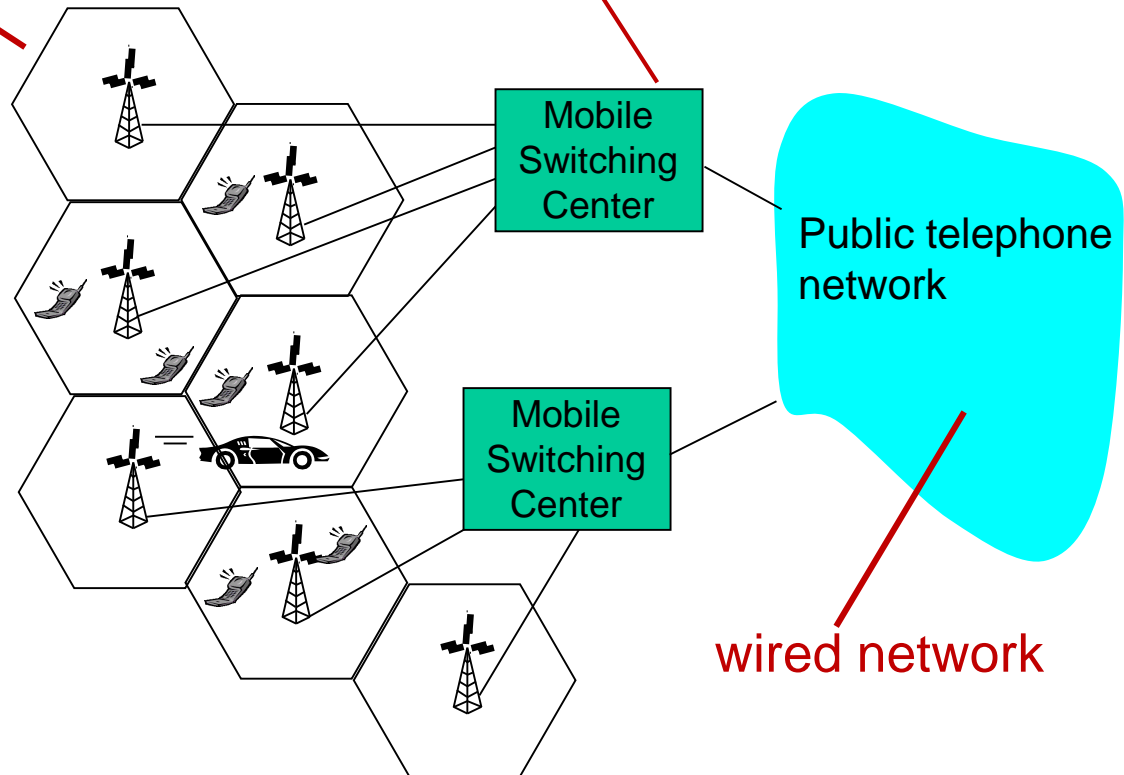 Mobile
Switching
Center
Public telephone
network
Mobile
Switching
Center
wired network